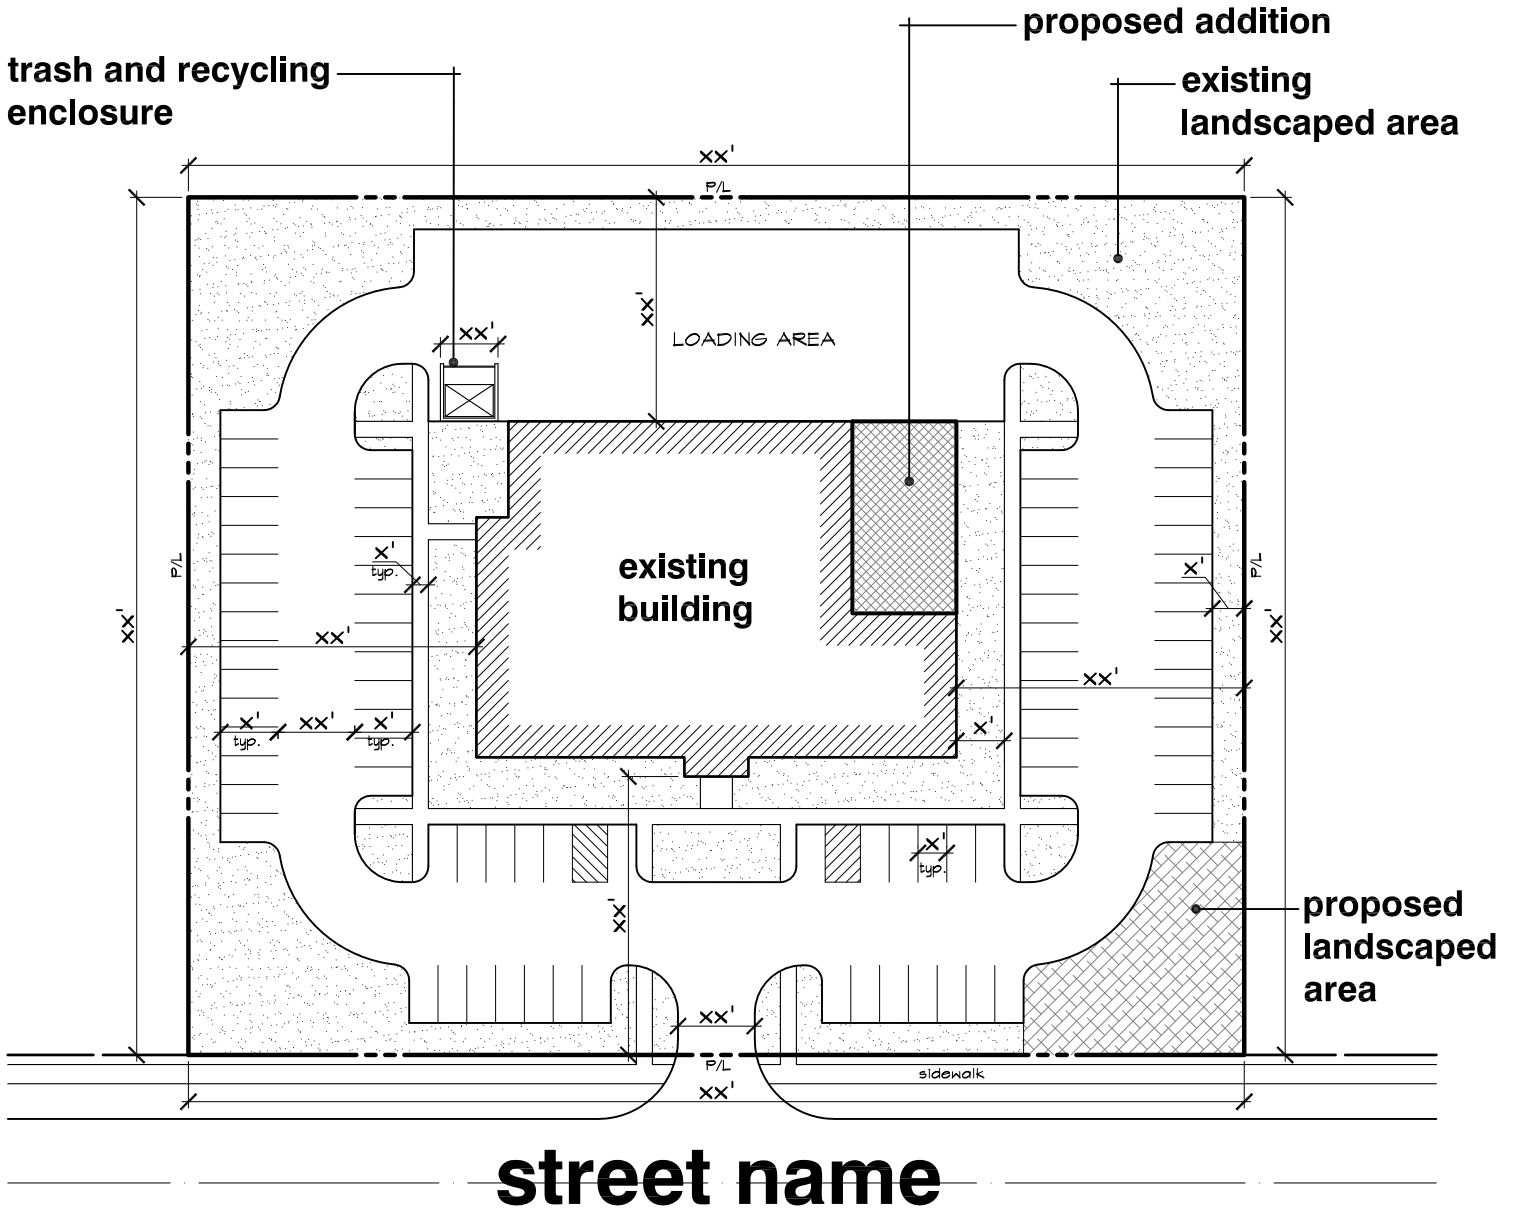 proposed addition
trash and recycling
enclosure
existing
landscaped area
xx'
P/L
xx'
xx'
LOADING AREA
existing
building
x'
typ.
P/L
xx'
xx'
x'
P/L
xx'
xx'
x'
typ.
xx'
x'
typ.
x'
x'
typ.
xx'
proposed
landscaped
area
xx'
P/L
sidewalk
xx'
street name